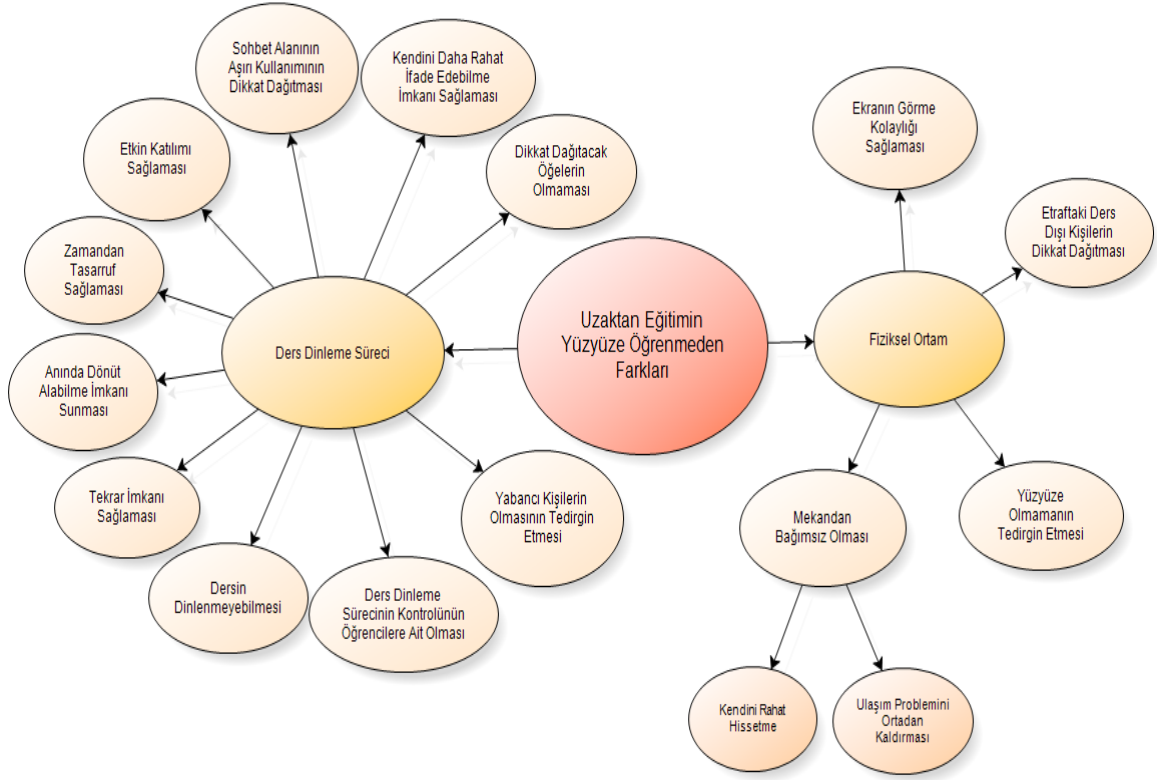 Sohbet Alanının
Aşırı Kullanımının
Dikkat Dağıtması
Kendini Daha Rahat
İfade Edebilme
İmkanı Sağlaması
Dikkat Dağıtacak
Öğelerin
Olmaması
Etkin Katılımı
Sağlaması
Zamandan
Tasarruf
Sağlaması
Anında Dönüt
Alabilme İmkanı
Sunması
Tekrar İmkanı
Sağlaması
Dersin
Dinlenmeyebilmesi
Ders Dinleme
Sürecinin Kontrolünün
Öğrencilere Ait Olması
Yabancı Kişilerin
Olmasının Tedirgin
Etmesi
Ders Dinleme Süreci
Uzaktan Eğitimin
Yüzyüze Öğrenmeden
Farkları
Fiziksel Ortam
Ekranın Görme
Kolaylığı
Sağlaması
Etraftaki Ders
Dışı Kişilerin
Dikkat Dağıtması
Mekandan
Bağımsız Olması
Yüzyüze
Olmamanın
Tedirgin Etmesi
Kendini Rahat
Hissetme
Ulaşım Problemini
Ortadan
Kaldırması